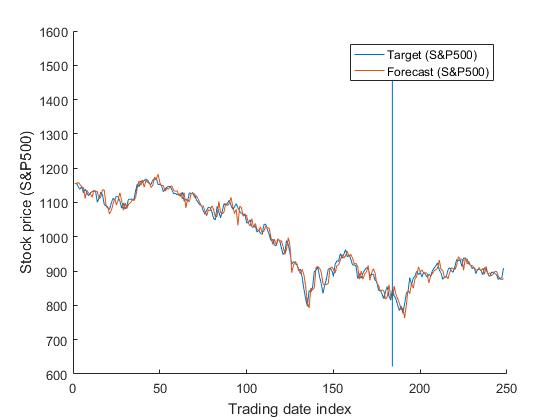 1600
1500
1400
1300
1200
1100
1000
900
800
700
600
Stock price (S&P500)
Target (S&P500)
Forecast (S&P500)
0 50 100 150 200 250
Trading date index